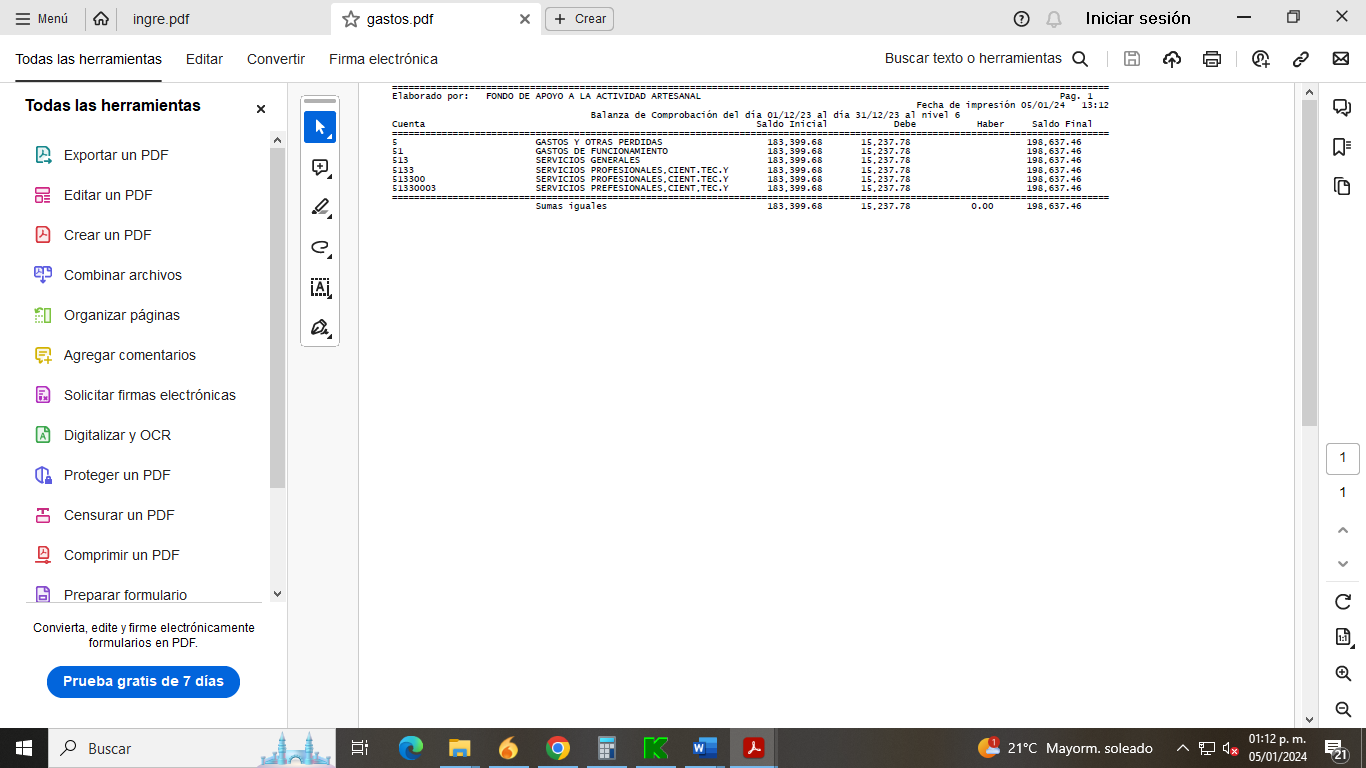 Menú
ingre.pdf
gastos.pdf
Crear
Iniciar sesión
Todas las herramientas
Editar
Convertir
Firma electrónica
Buscar texto o herramientas
Todas las herramientas
Exportar un PDF
Editar un PDF
Crear un PDF
Combinar archivos
Organizar páginas
Agregar comentarios
Solicitar firmas electrónicas
Digitalizar y OCR
Proteger un PDF
Censurar un PDF
Comprimir un PDF
Preparar formulario
Convierta, edite y firme electrónicamente
formularios en PDF.
Prueba gratis de 7 días
Elaborado por: FONDO DE APOYO A LA ACTIVIDAD ARTESANAL Pag. 1
Fecha de impresión 05/01/24 13:12
Balanza de Comprobación del día 01/12/23 al día 31/12/23 al nivel 6
Cuenta Saldo Inicial Debe Haber Saldo Final
5 GASTOS Y OTRAS PERDIDAS 183,399.68 15,237.78 198,637.46
51 GASTOS DE FUNCIONAMIENTO 183,399.68 15,237.78 198,637.46
513 SERVICIOS GENERALES 183,399.68 15,237.78 198,637.46
5133 SERVICIOS PROFESIONALES,CIENT.TEC.Y 183,399.68 15,237.78 198,637.46
513300 SERVICIOS PROFESIONALES,CIENT.TEC.Y 183,399.68 15,237.78 198,637.46
51330003 SERVICIOS PREFESIONALES,CIENT,TEC.Y 183,399.68 15,237.78 198,637.46
Sumas iguales 183,399.68 15,237.78 0.00 198,637.46
1
1
1:1
Buscar
21°C Mayorm. soleado
01:12 p. m.
05/01/2024
21